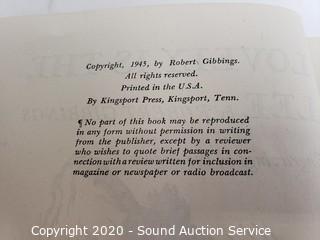 Copyright, 1945, by Robert Gibbings.
All rights reserved.
Printed in the U.S.A.
By Kingsport Press, Kingsport, Tenn.
¶ No part of this book may be reproduced
in any form without permission in writing
from the publisher, except by a reviewer
who wishes to quote brief passages in con-
nection with a review written for inclusion in
magazine or newspaper or radio broadcast.
Copyright 2020 - Sound Auction Service